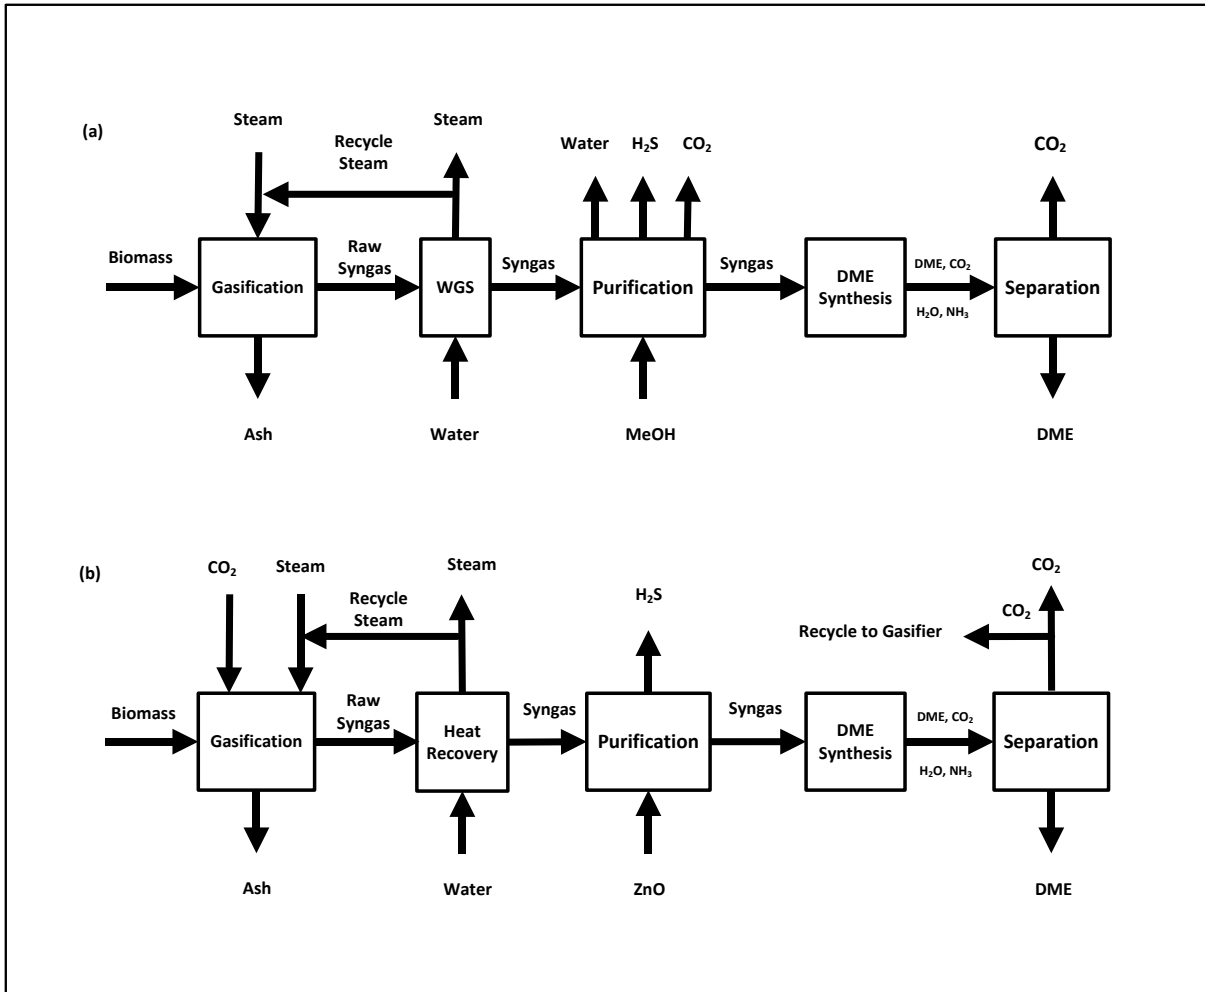 (a)
Steam
Recycle
Steam
Steam
Water
H₂S
CO₂
CO₂
Biomass
Gasification
Raw
Syngas
WGS
Syngas
Purification
Syngas
DME
Synthesis
DME, CO₂
H₂O, NH₃
Separation
Ash
Water
MeOH
DME
(b)
CO₂
Steam
Recycle
Steam
Steam
H₂S
CO₂
CO₂
Recycle to Gasifier
Biomass
Gasification
Raw
Syngas
Heat
Recovery
Syngas
Purification
Syngas
DME
Synthesis
DME, CO₂
H₂O, NH₃
Separation
Ash
Water
ZnO
DME